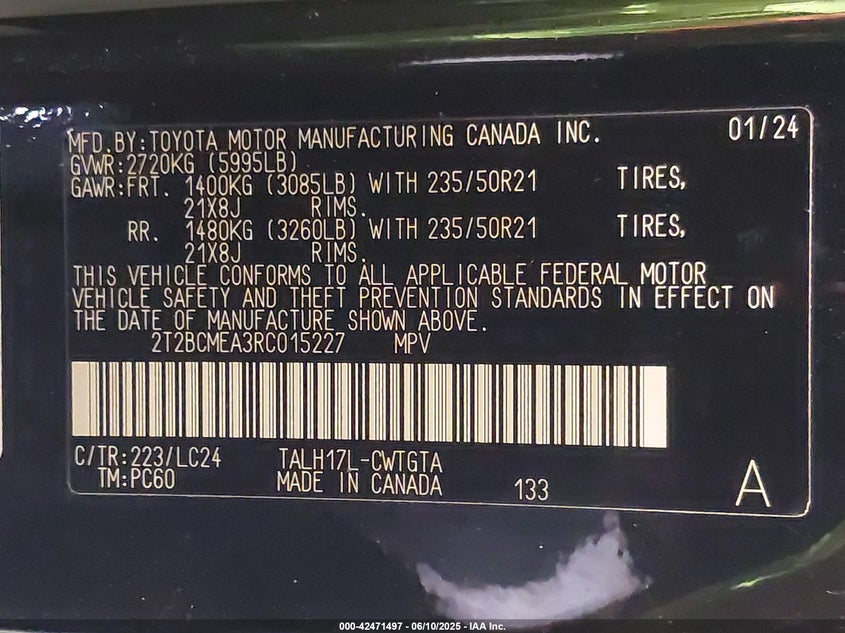 MFD.BY:TOYOTA MOTOR MANUFACTURING CANADA INC. 01/24
GVWR:2720KG (5995LB)
GAWR:FRT. 1400KG (3085LB) WITH 235/50R21 TIRES,
21X8J RIMS.
RR. 1480KG (3260LB) WITH 235/50R21 TIRES,
21X8J RIMS.
THIS VEHICLE CONFORMS TO ALL APPLICABLE FEDERAL MOTOR
VEHICLE SAFETY AND THEFT PREVENTION STANDARDS IN EFFECT ON
THE DATE OF MANUFACTURE SHOWN ABOVE.
2T2BCMEA3RC015227 MPV
C/TR:223/LC24 TALH17L-CWTGTA
TM:PC60 MADE IN CANADA 133 A
000-42471497 - 06/10/2025 - IAA Inc.